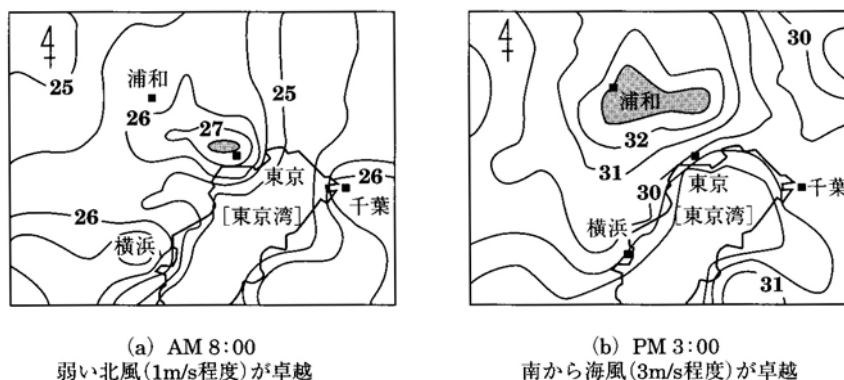 4
25
浦和
26
25
27
東京
26
千葉
26
[東京湾]
横浜
(a) AM 8:00
弱い北風(1m/s程度)が卓越
4
30
浦和
32
31
30
東京
千葉
[東京湾]
横浜
31
(b) PM 3:00
南から海風(3m/s程度)が卓越